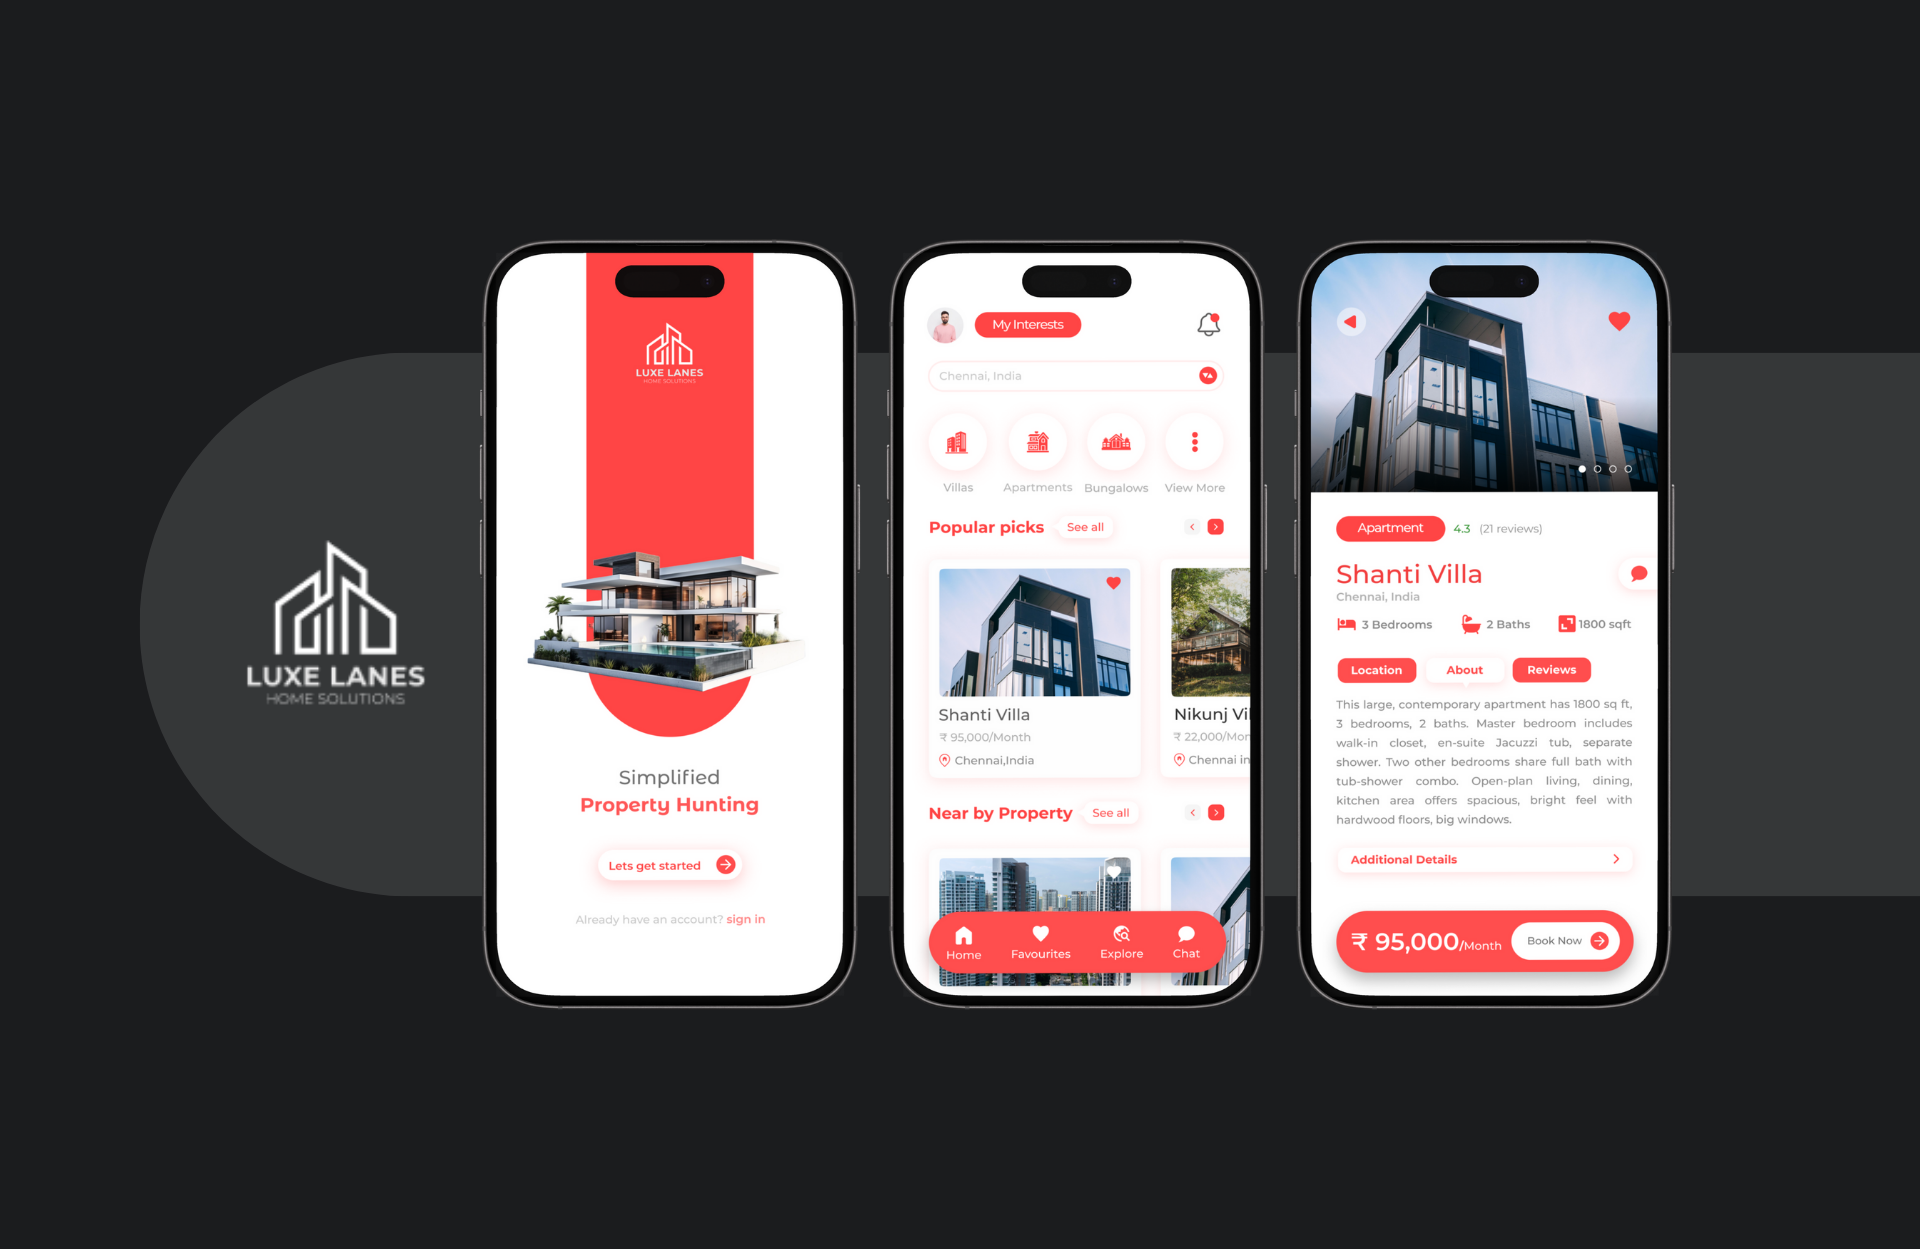 LUXE LANES
HOME SOLUTIONS
LUXE LANES
HOME SOLUTIONS
Simplified
Property Hunting
Lets get started
Already have an account? sign in
My Interests
Chennai, India
Villas
Apartments
Bungalows
View More
Popular picks
See all
Shanti Villa
₹ 95,000/Month
Chennai,India
Nikunj Vil
₹ 22,000/Mon
Chennai in
Near by Property
See all
Home
Favourites
Explore
Chat
Apartment 4.3 (21 reviews)
Shanti Villa
Chennai, India
3 Bedrooms 2 Baths 1800 sqft
Location About Reviews
This large, contemporary apartment has 1800 sq ft,
3 bedrooms, 2 baths. Master bedroom includes
walk-in closet, en-suite Jacuzzi tub, separate
shower. Two other bedrooms share full bath with
tub-shower combo. Open-plan living, dining,
kitchen area offers spacious, bright feel with
hardwood floors, big windows.
Additional Details
₹ 95,000/Month Book Now